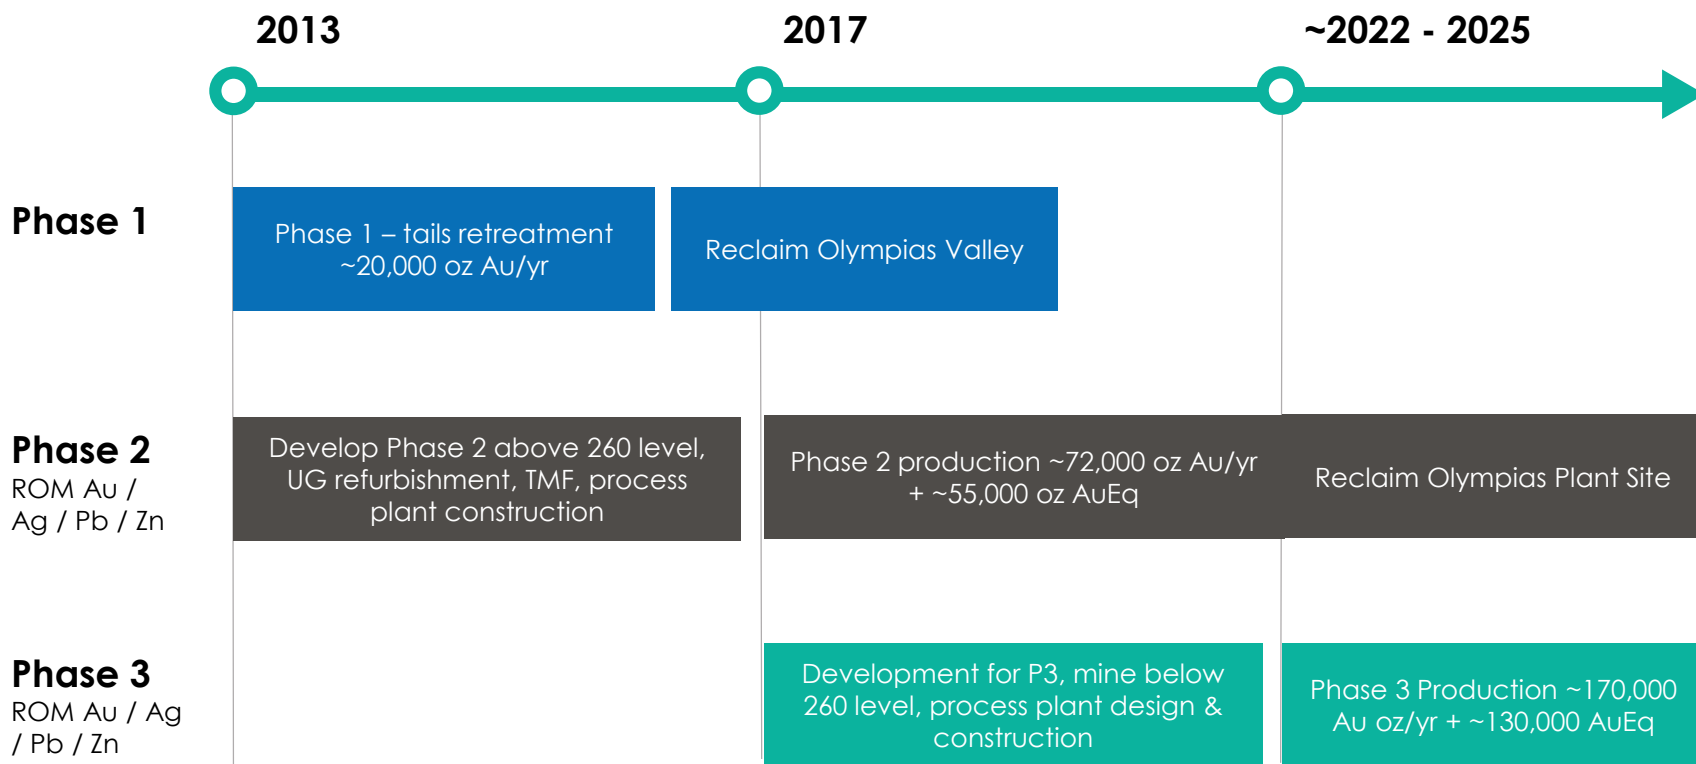 2013
2017
~2022 - 2025
Phase 1
Phase 1 – tails retreatment
~20,000 oz Au/yr
Reclaim Olympias Valley
Phase 2
ROM Au /
Ag / Pb / Zn
Develop Phase 2 above 260 level,
UG refurbishment, TMF, process
plant construction
Phase 2 production ~72,000 oz Au/yr
+ ~55,000 oz AuEq
Reclaim Olympias Plant Site
Phase 3
ROM Au / Ag
/ Pb / Zn
Development for P3, mine below
260 level, process plant design &
construction
Phase 3 Production ~170,000
Au oz/yr + ~130,000 AuEq